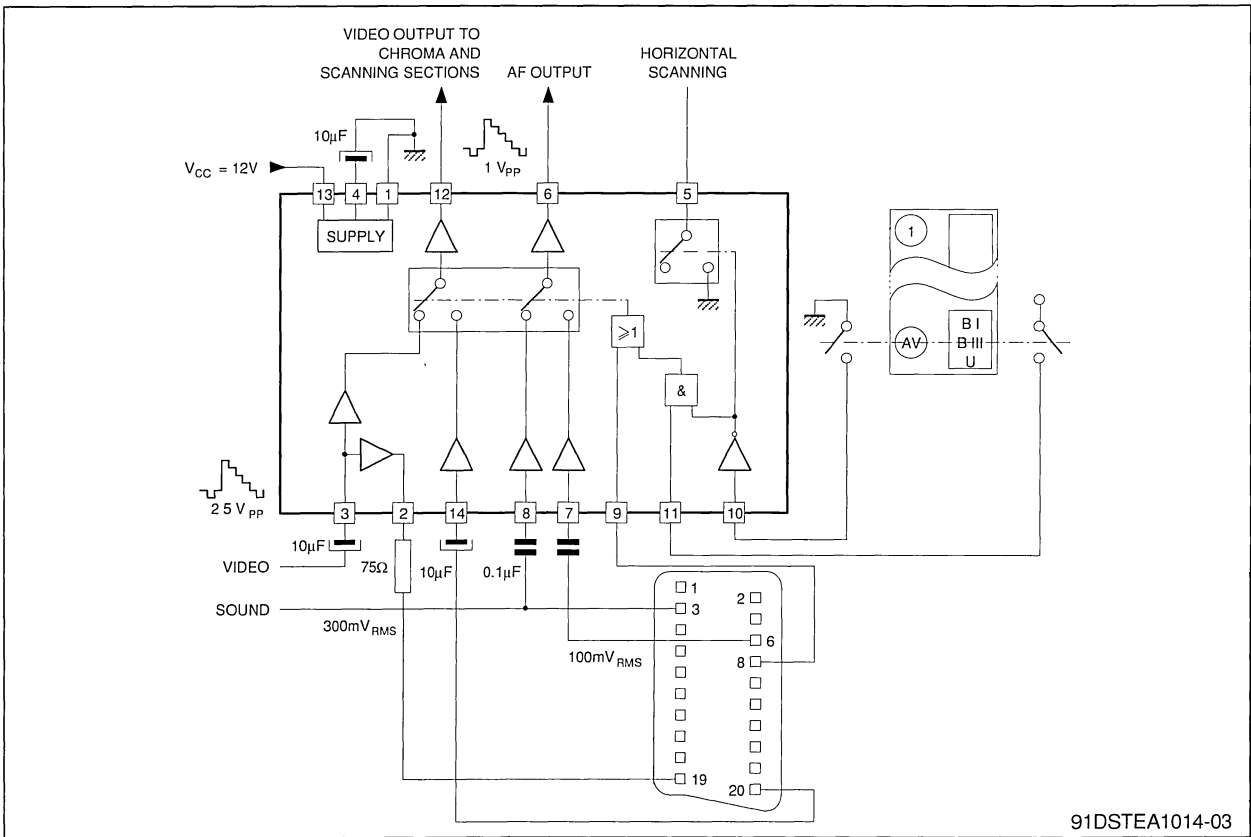 VIDEO OUTPUT TO
CHROMA AND
SCANNING SECTIONS
AF OUTPUT
HORIZONTAL
SCANNING
10µF
1 VPP
VCC = 12V
13
4
1
12
6
5
SUPPLY
1
≥1
AV
B I
B-III
U
&
2 5 VPP
3
2
14
8
7
9
11
10
10µF
75Ω
10µF
0.1µF
VIDEO
SOUND
300mVRMS
100mVRMS
1
2
3
6
8
19
20
91DSTEA1014-03